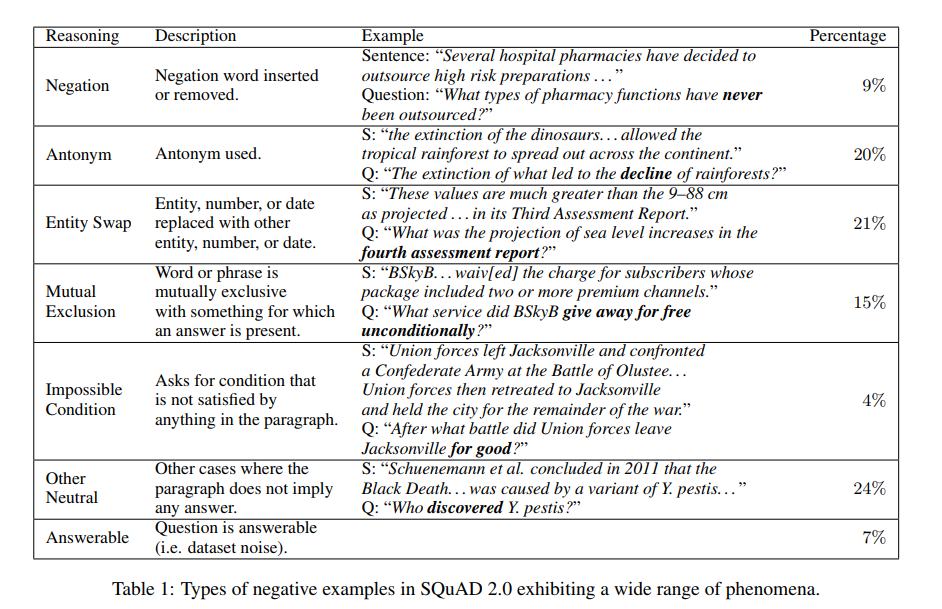 Reasoning Description Example Percentage
Negation
Negation word inserted
or removed.
Sentence: “Several hospital pharmacies have decided to
outsource high risk preparations . . . ”
Question: “What types of pharmacy functions have never
been outsourced?”
9%
Antonym
Antonym used.
S: “the extinction of the dinosaurs. . . allowed the
tropical rainforest to spread out across the continent.”
Q: “The extinction of what led to the decline of rainforests?”
20%
Entity Swap
Entity, number, or date
replaced with other
entity, number, or date.
S: “These values are much greater than the 9–88 cm
as projected . . . in its Third Assessment Report.”
Q: “What was the projection of sea level increases in the
fourth assessment report?”
21%
Mutual
Exclusion
Word or phrase is
mutually exclusive
with something for which
an answer is present.
S: “BSkyB. . . waiv[ed] the charge for subscribers whose
package included two or more premium channels.”
Q: “What service did BSkyB give away for free
unconditionally?”
15%
Impossible
Condition
Asks for condition that
is not satisfied by
anything in the paragraph.
S: “Union forces left Jacksonville and confronted
a Confederate Army at the Battle of Olustee. . .
Union forces then retreated to Jacksonville
and held the city for the remainder of the war.”
Q: “After what battle did Union forces leave
Jacksonville for good?”
4%
Other
Neutral
Other cases where the
paragraph does not imply
any answer.
S: “Schuenemann et al. concluded in 2011 that the
Black Death. . . was caused by a variant of Y. pestis. . . ”
Q: “Who discovered Y. pestis?”
24%
Answerable
Question is answerable
(i.e. dataset noise).
7%
Table 1: Types of negative examples in SQuAD 2.0 exhibiting a wide range of phenomena.